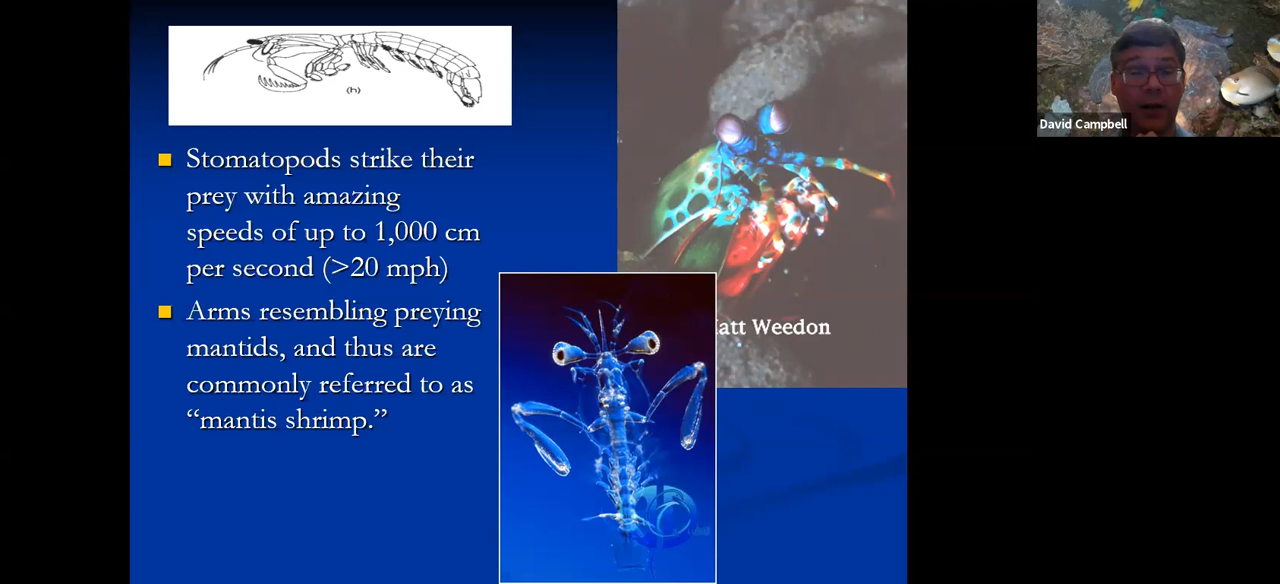 (h)
Stomatopods strike their
prey with amazing
speeds of up to 1,000 cm
per second (>20 mph)
Arms resembling preying
mantids, and thus are
commonly referred to as
“mantis shrimp.”
att Weedon
David Campbell